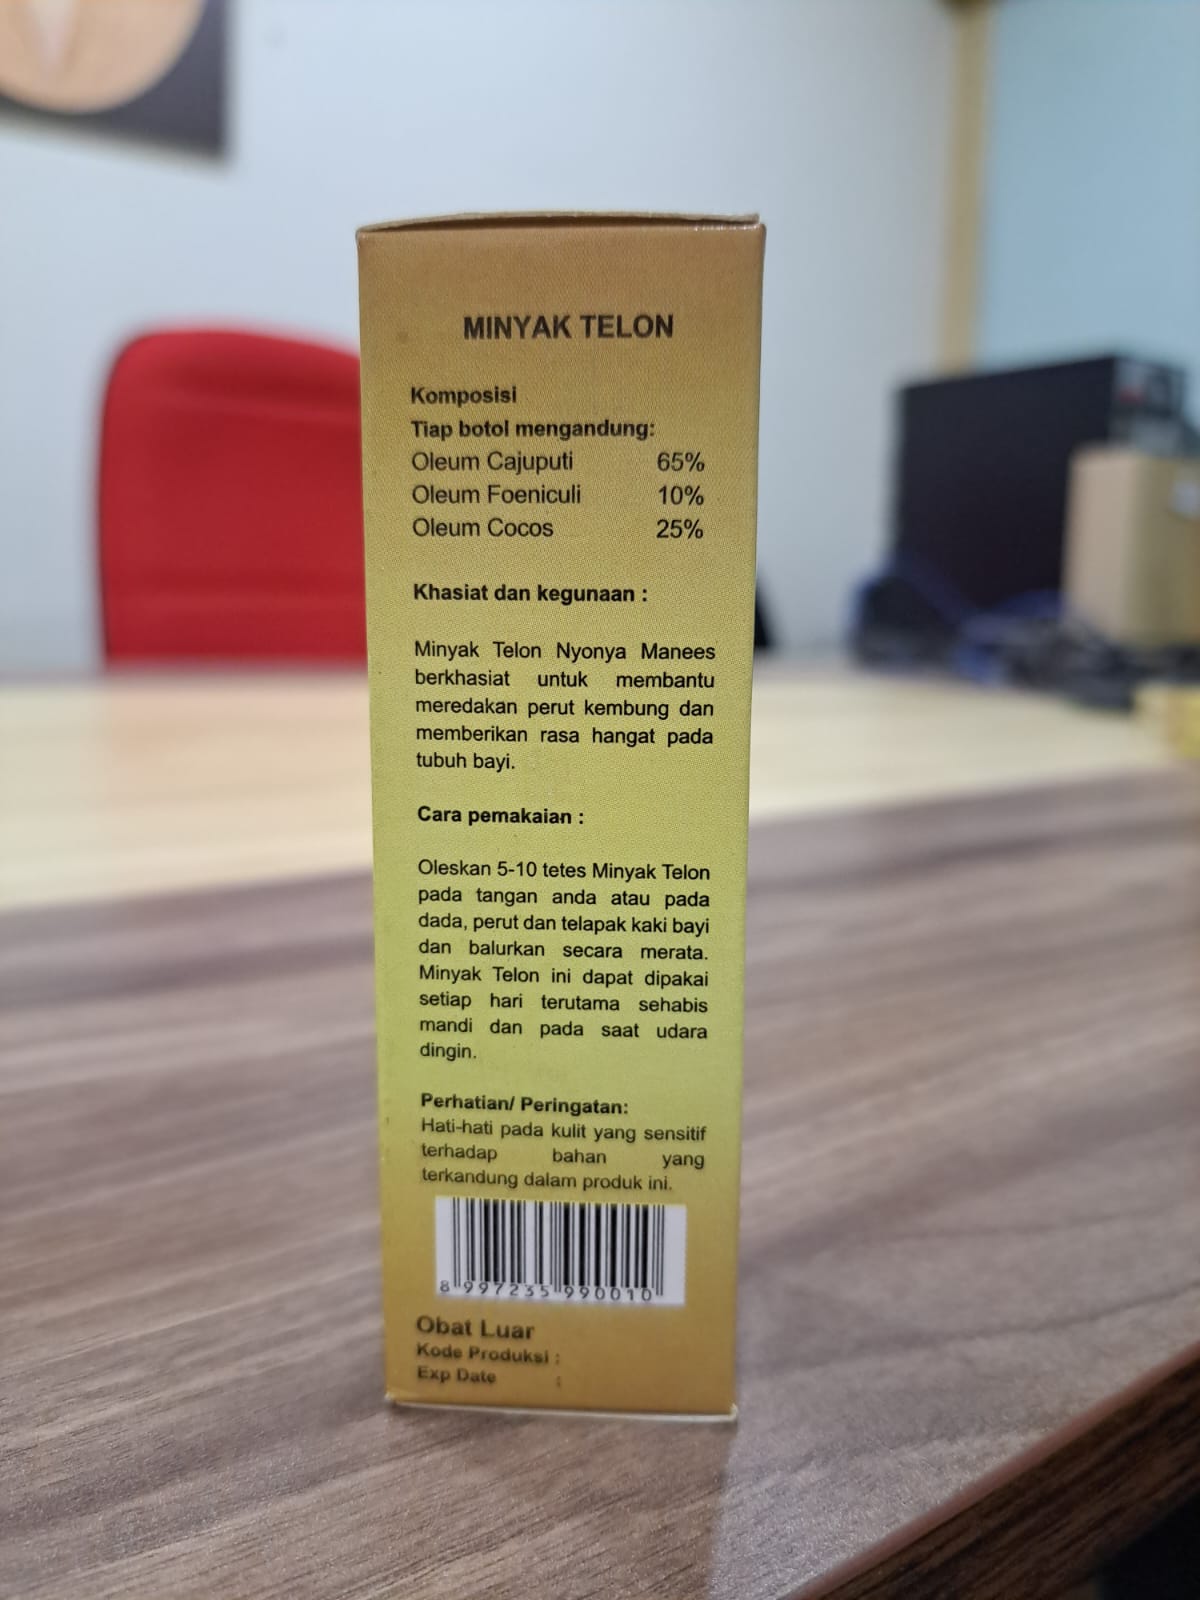 MINYAK TELON
Komposisi
Tiap botol mengandung:
Oleum Cajuputi 65%
Oleum Foeniculi 10%
Oleum Cocos 25%
Khasiat dan kegunaan :
Minyak Telon Nyonya Manees
berkhasiat untuk membantu
meredakan perut kembung dan
memberikan rasa hangat pada
tubuh bayi.
Cara pemakaian :
Oleskan 5-10 tetes Minyak Telon
pada tangan anda atau pada
dada, perut dan telapak kaki bayi
dan balurkan secara merata.
Minyak Telon ini dapat dipakai
setiap hari terutama sehabis
mandi dan pada saat udara
dingin.
Perhatian/ Peringatan:
Hati-hati pada kulit yang sensitif
terhadap bahan yang
terkandung dalam produk ini.
8 997235 990010
Obat Luar
Kode Produksi :
Exp Date :